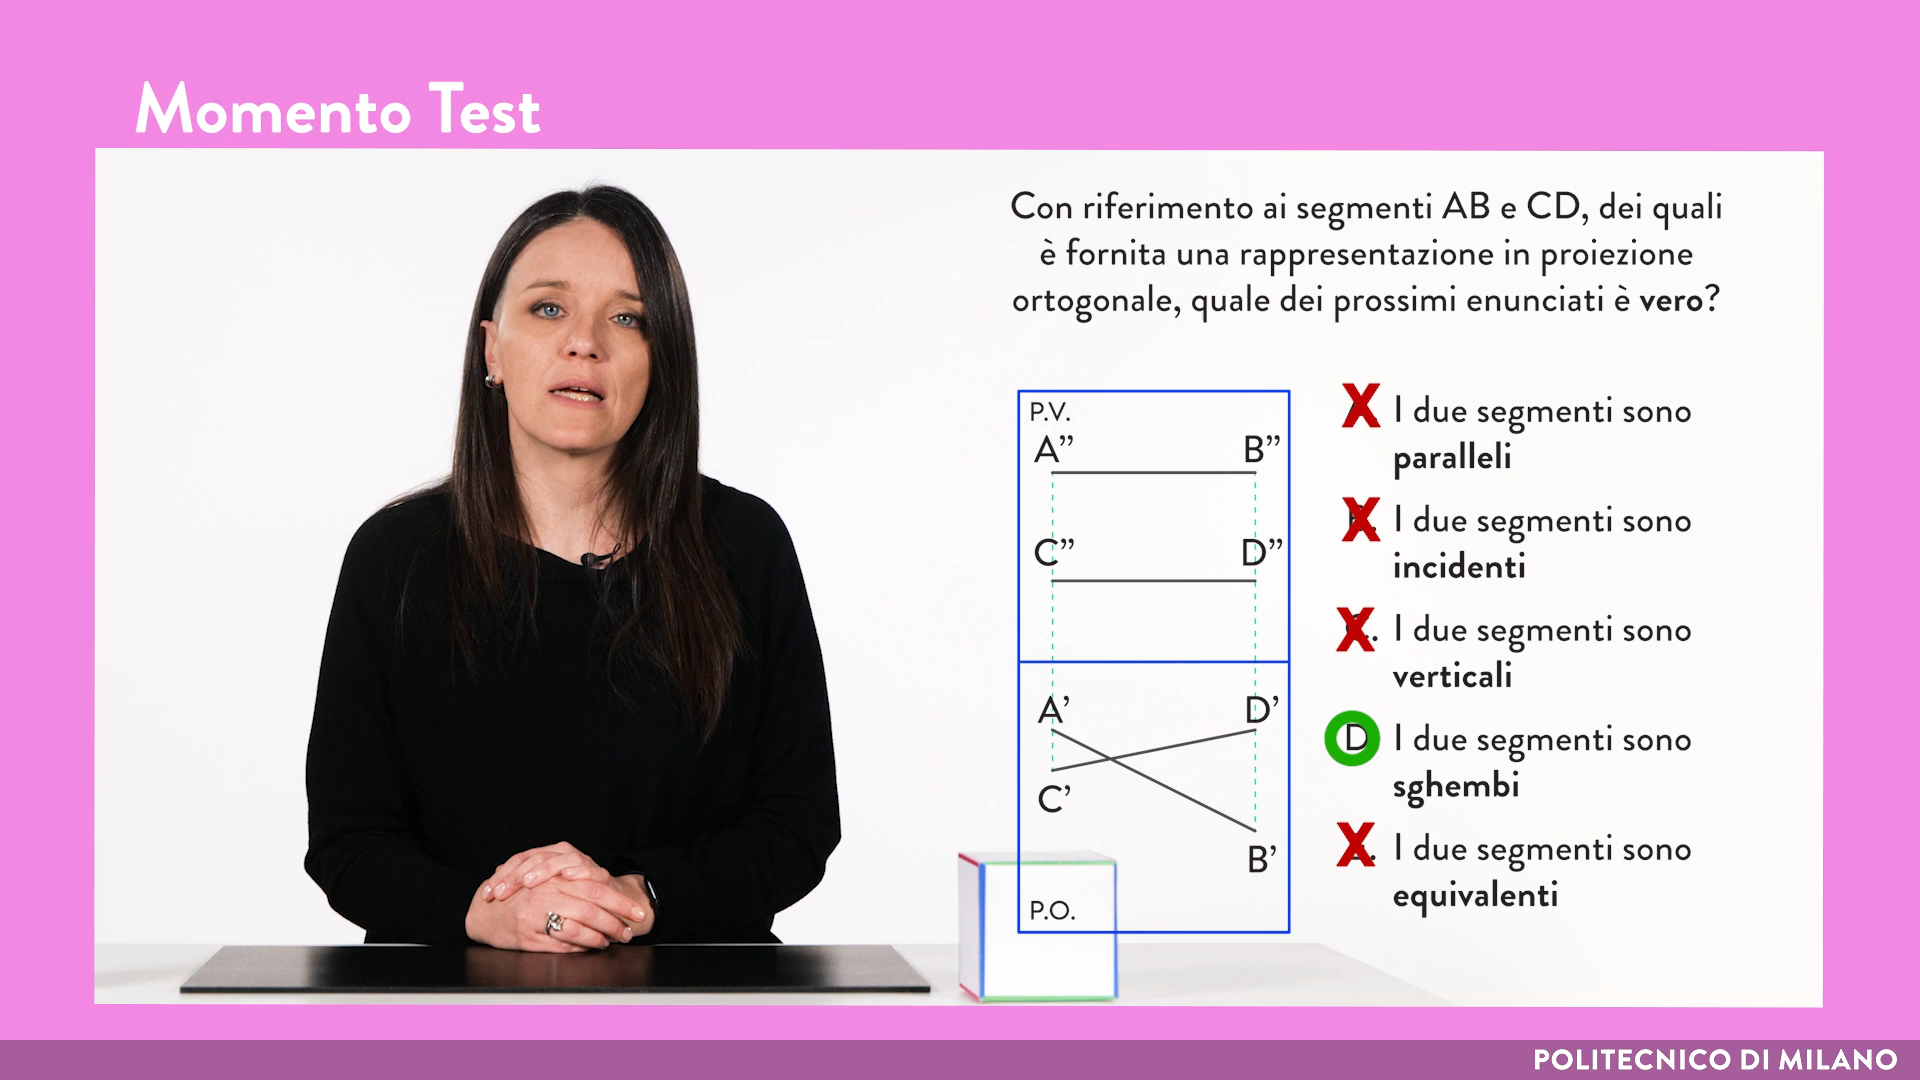 Momento Test
Con riferimento ai segmenti AB e CD, dei quali
è fornita una rappresentazione in proiezione
ortogonale, quale dei prossimi enunciati è vero?
P.V.
A” B”
C” D”
A’ D’
C’
B’
P.O.
X I due segmenti sono
paralleli
X I due segmenti sono
incidenti
X. I due segmenti sono
verticali
D I due segmenti sono
sghembi
X. I due segmenti sono
equivalenti
POLITECNICO DI MILANO